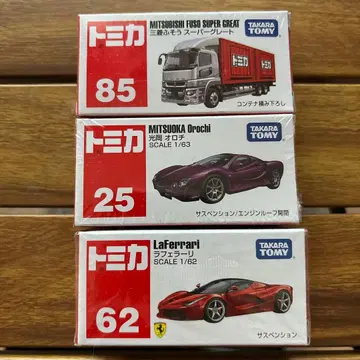 トミカ
85
MITSUBISHI FUSO SUPER GREAT
三菱ふそう スーパーグレート
TAKARA
TOMY
コンテナ積み下ろし
トミカ
25
MITSUOKA Orochi
光岡 オロチ
SCALE 1/63
TAKARA
TOMY
サスペンション/エンジンルーフ開閉
トミカ
62
LaFerrari
ラフェラーリ
SCALE 1/62
TAKARA
TOMY
サスペンション